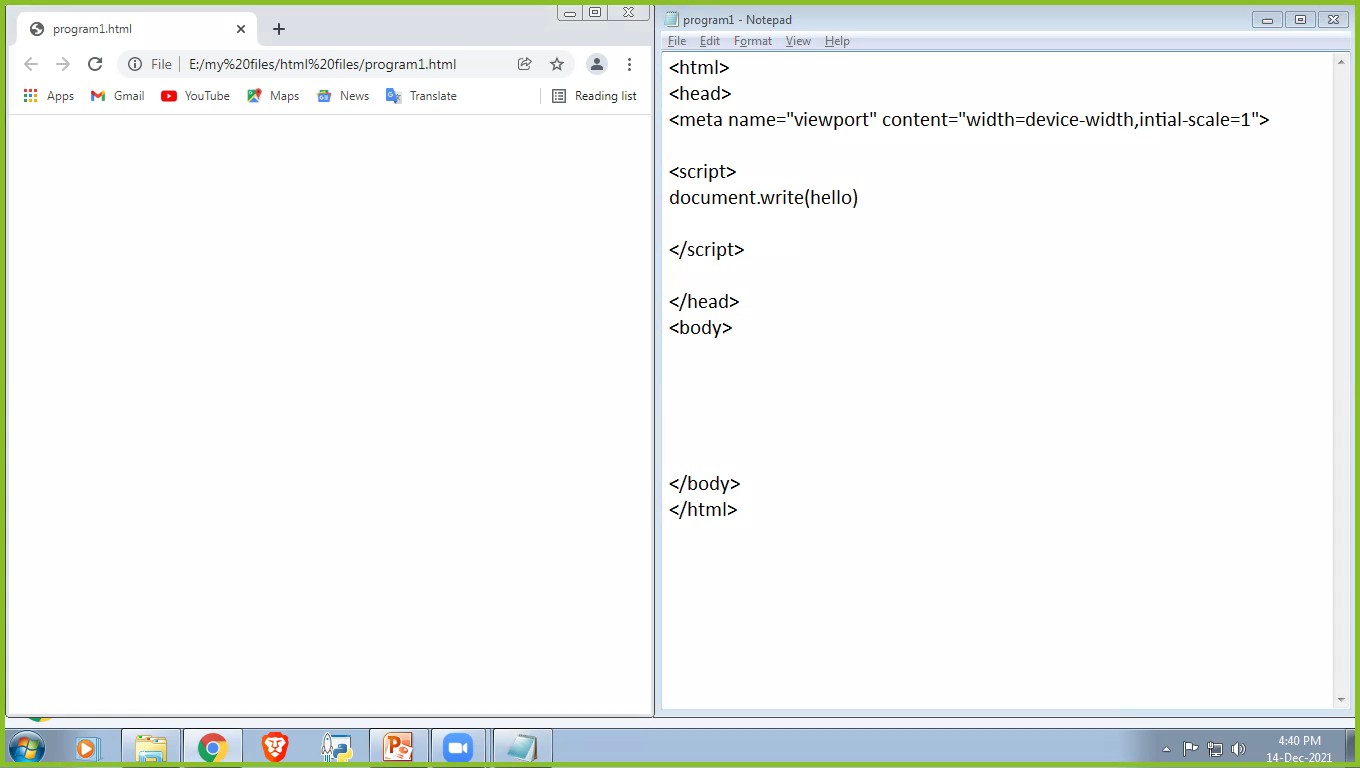 program1.html
File E:/my%20files/html%20files/program1.html
Apps Gmail YouTube Maps News Translate Reading list
program1 - Notepad
File Edit Format View Help
<html>
<head>
<meta name="viewport" content="width=device-width,intial-scale=1">
<script>
document.write(hello)
</script>
</head>
<body>
</body>
</html>
4:40 PM
14-Dec-2021